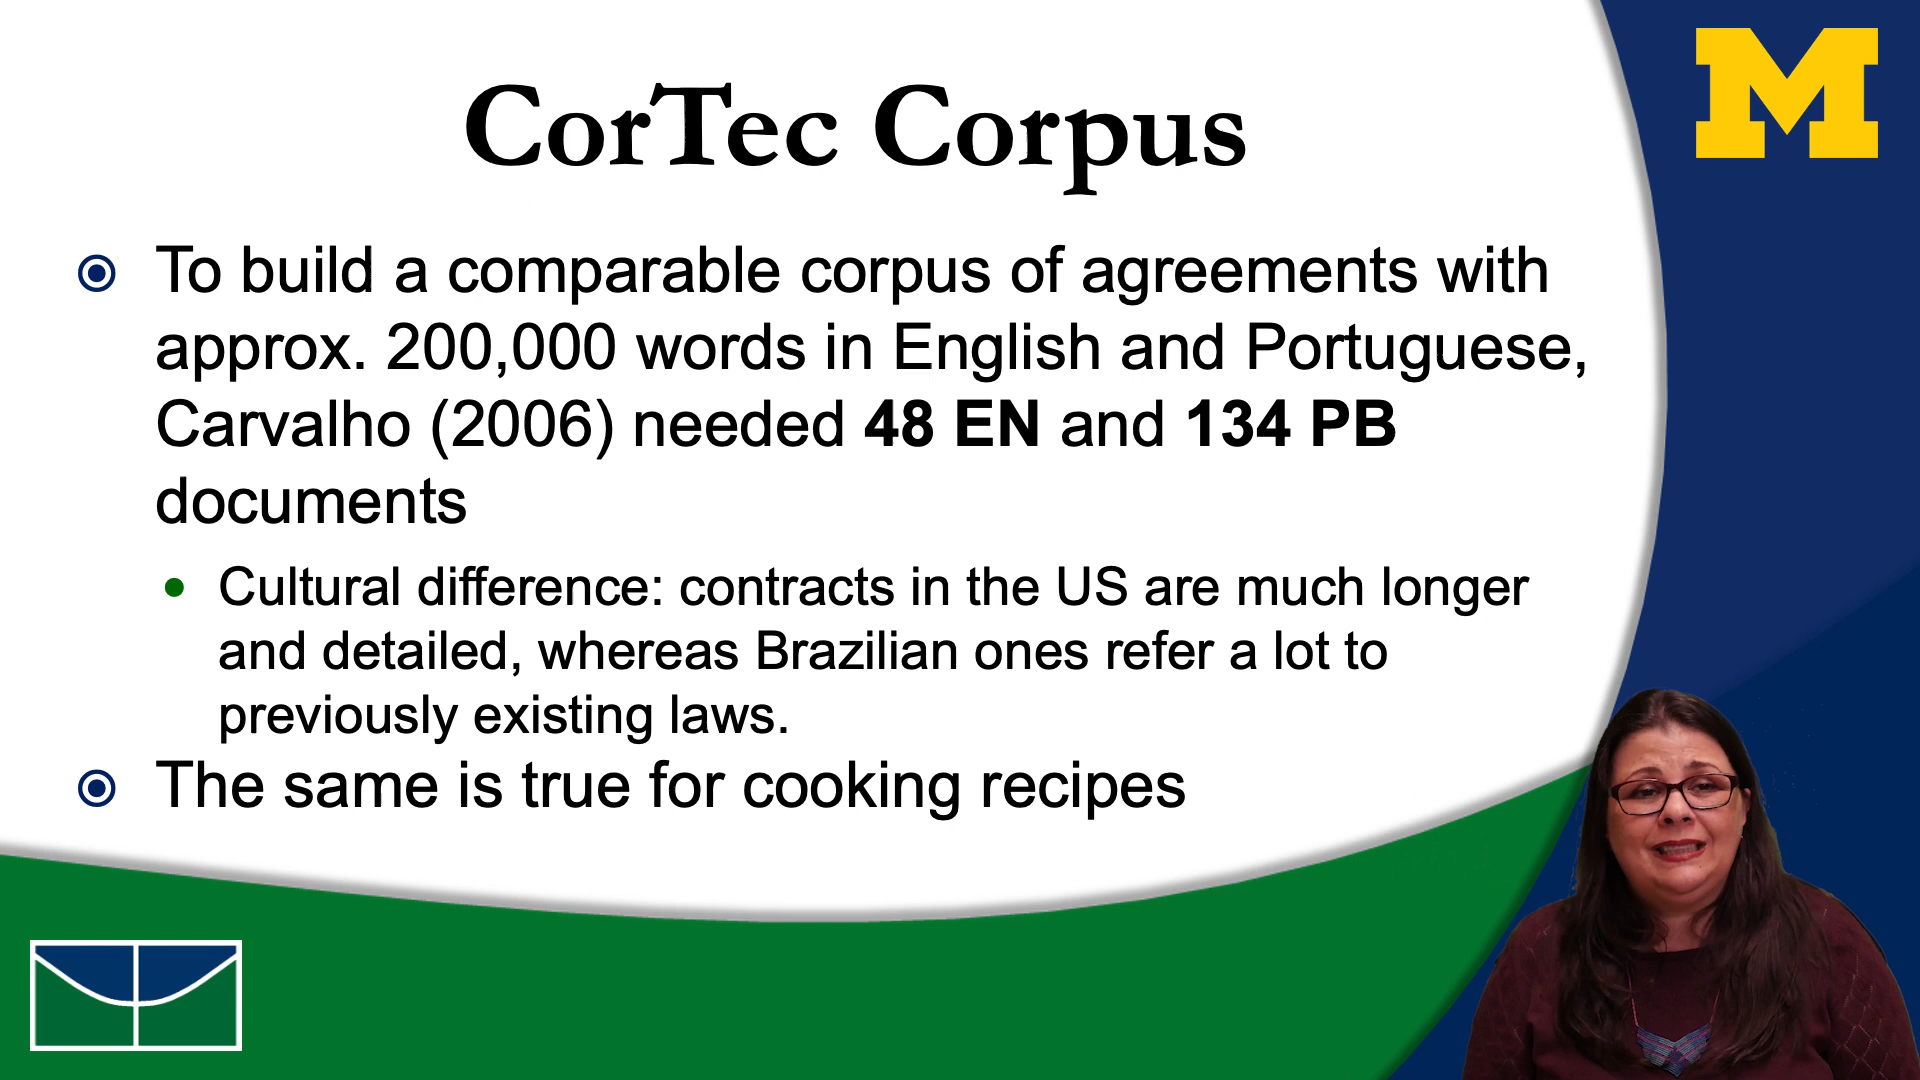 M
CorTec Corpus
To build a comparable corpus of agreements with
approx. 200,000 words in English and Portuguese,
Carvalho (2006) needed 48 EN and 134 PB
documents
Cultural difference: contracts in the US are much longer
and detailed, whereas Brazilian ones refer a lot to
previously existing laws.
The same is true for cooking recipes